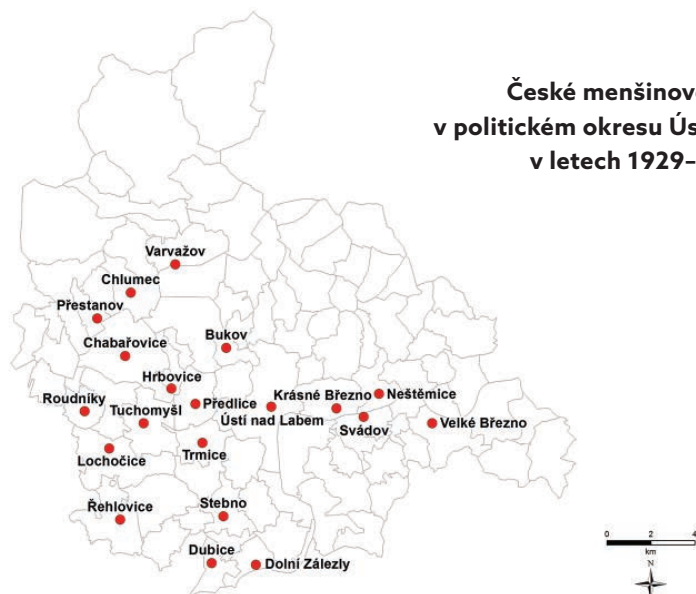 České menšinov
v politickém okresu Ús
v letech 1929–
Varvažov
Chlumec
Přestanov
Bukov
Chabařovice
Hrbovice
Roudníky
Předlice
Krásné Březno
Neštěmice
Tuchomyšl
Ústí nad Labem
Svádov
Velké Březno
Lochočice
Trmice
Řehlovice
Stebno
Dubice
Dolní Zálezly
0 2 4
km
N